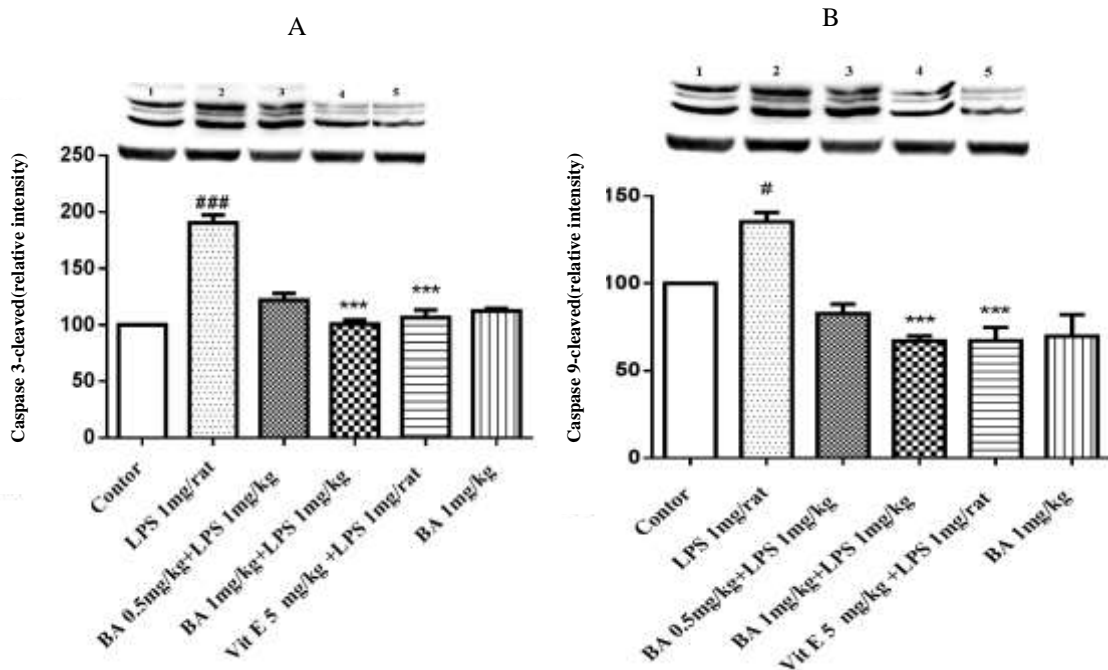 A
1 2 3 4 5
Caspase 3-cleaved(relative intensity)
250
200
150
100
50
0
###
***
***
Contor
LPS 1mg/rat
BA 0.5mg/kg+LPS 1mg/kg
BA 1mg/kg+LPS 1mg/kg
Vit E 5 mg/kg +LPS 1mg/rat
BA 1mg/kg
B
1 2 3 4 5
Caspase 9-cleaved(relative intensity)
150
100
50
0
#
***
***
Contor
LPS 1mg/rat
BA 0.5mg/kg+LPS 1mg/kg
BA 1mg/kg+LPS 1mg/kg
Vit E 5 mg/kg +LPS 1mg/rat
BA 1mg/kg